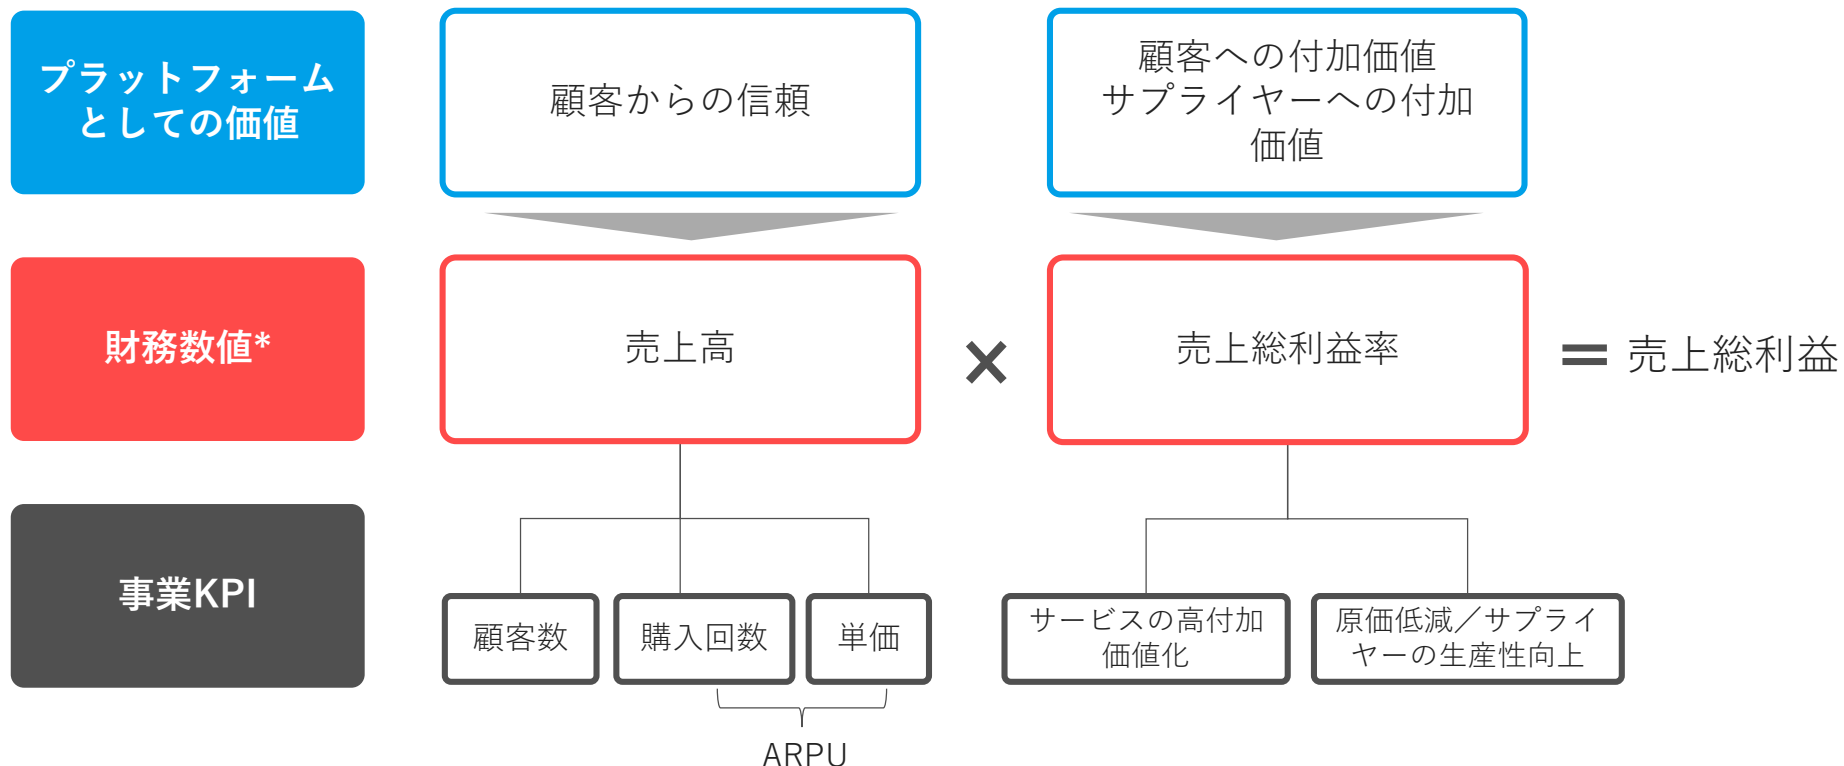 プラットフォーム
としての価値
顧客からの信頼
顧客への付加価値
サプライヤーへの付加
価値
財務数値*
売上高
×
売上総利益率
= 売上総利益
事業KPI
顧客数
購入回数
単価
サービスの高付加
価値化
原価低減／サプライ
ヤーの生産性向上
ARPU